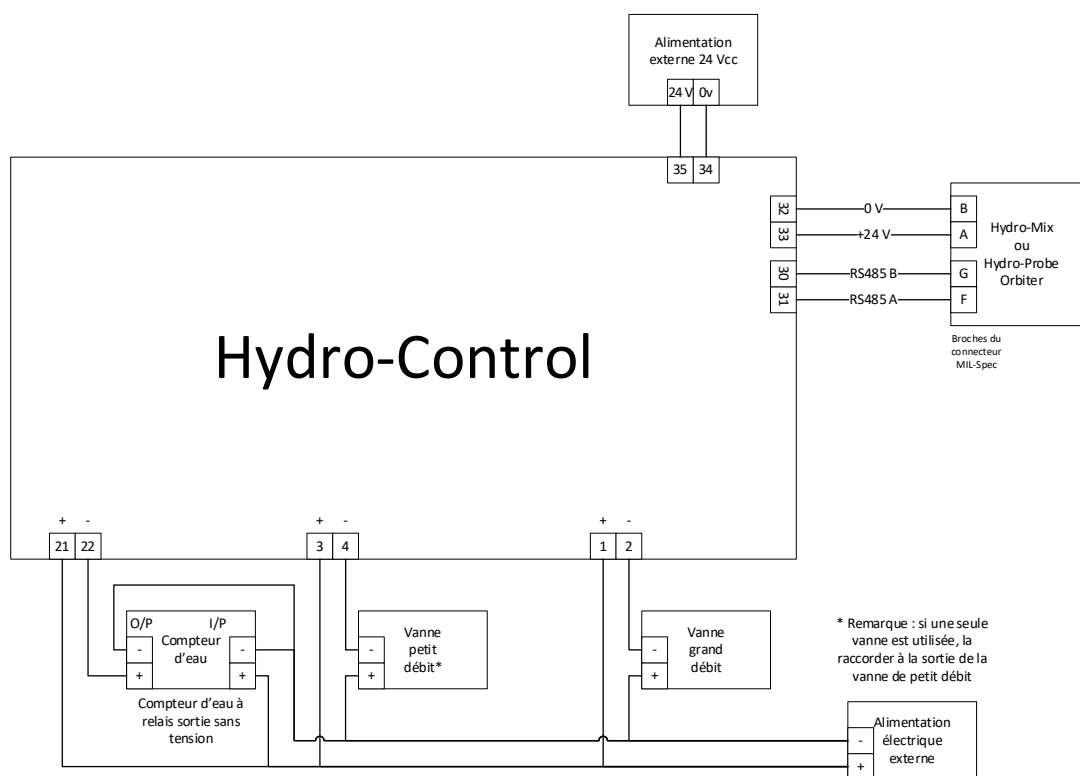 Alimentation
externe 24 Vcc
24 V 0v
35 34
32
33
30
31
0 V
+24 V
RS485 B
RS485 A
B
A
G
F
Hydro-Mix
ou
Hydro-Probe
Orbiter
Broches du
connecteur
MIL-Spec
Hydro-Control
+ -
21 22
+ -
3 4
+ -
1 2
O/P I/P
Compteur
d'eau
- -
+ +
Compteur d'eau à
relais sortie sans
tension
Vanne
petit
débit*
-
+
Vanne
grand
débit
-
+
* Remarque : si une seule
vanne est utilisée, la
raccorder à la sortie de la
vanne de petit débit
Alimentation
électrique
externe
-
+